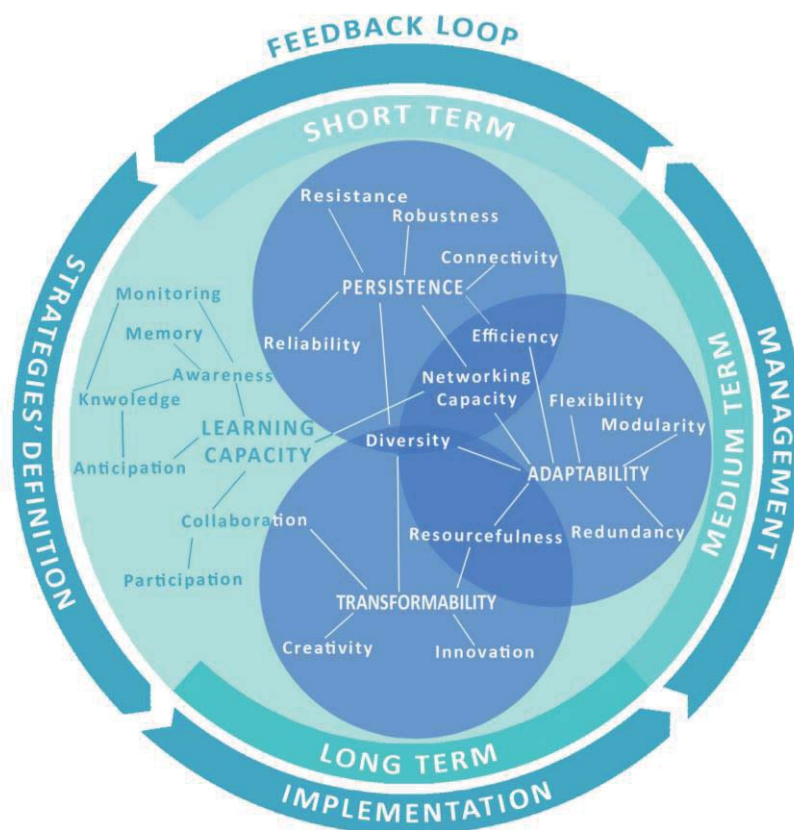 FEEDBACK LOOP
SHORT TERM
Resistance
Robustness
Connectivity
PERSISTENCE
Monitoring
Efficiency
Memory
Reliability
Awareness
Networking
Capacity
Knwoledge
Flexibility
Modularity
LEARNING
CAPACITY
Diversity
Anticipation
ADAPTABILITY
Collaboration
Resourcefulness
Redundancy
Participation
TRANSFORMABILITY
Creativity
Innovation
STRATEGIES' DEFINITION
MEDIUM TERM
MANAGEMENT
LONG TERM
IMPLEMENTATION